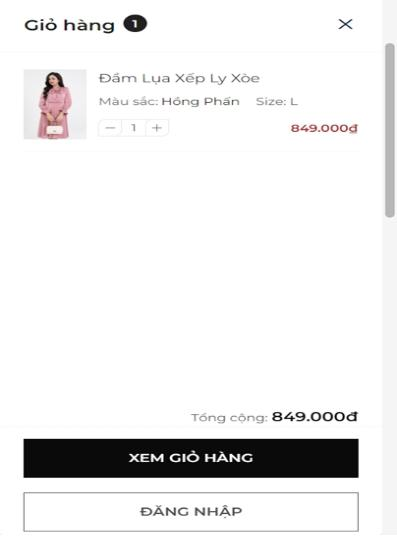 Giỏ hàng 1
Đầm Lụa Xếp Ly Xòe
Màu sắc: Hồng Phấn Size: L
1
849.000đ
Tổng cộng: 849.000đ
XEM GIỎ HÀNG
ĐĂNG NHẬP